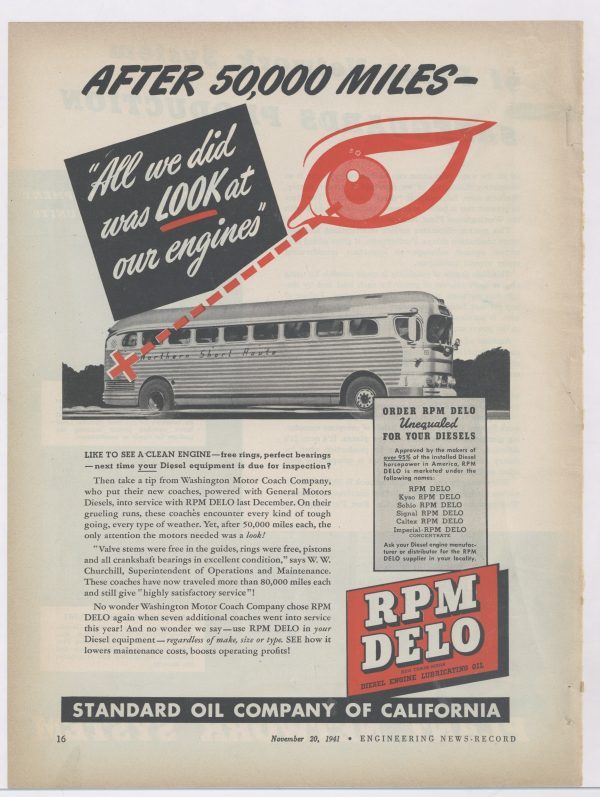 AFTER 50,000 MILES—
"All we did
was LOOK at
our engines"
Northern Short Route
LIKE TO SEE A CLEAN ENGINE—free rings, perfect bearings
—next time your Diesel equipment is due for inspection?
Then take a tip from Washington Motor Coach Company,
who put their new coaches, powered with General Motors
Diesels, into service with RPM DELO last December. On their
grueling runs, these coaches encounter every kind of tough
going, every type of weather. Yet, after 50,000 miles each, the
only attention the motors needed was a look!
"Valve stems were free in the guides, rings were free, pistons
and all crankshaft bearings in excellent condition," says W. W.
Churchill, Superintendent of Operations and Maintenance.
These coaches have now traveled more than 80,000 miles each
and still give "highly satisfactory service"!
No wonder Washington Motor Coach Company chose RPM
DELO again when seven additional coaches went into service
this year! And no wonder we say—use RPM DELO in your
Diesel equipment—regardless of make, size or type. SEE how it
lowers maintenance costs, boosts operating profits!
ORDER RPM DELO
Unequaled
FOR YOUR DIESELS
Approved by the makers of
over 95% of the installed Diesel
horsepower in America, RPM
DELO is marketed under the
following names:
RPM DELO
Kyso RPM DELO
Sohio RPM DELO
Signal RPM DELO
Caltex RPM DELO
Imperial-RPM DELO
CONCENTRATE
Ask your Diesel engine manufac-
turer or distributor for the RPM
DELO supplier in your locality.
RPM
DELO
DIESEL ENGINE LUBRICATING OIL
STANDARD OIL COMPANY OF CALIFORNIA
16
November 20, 1941 • ENGINEERING NEWS-RECORD